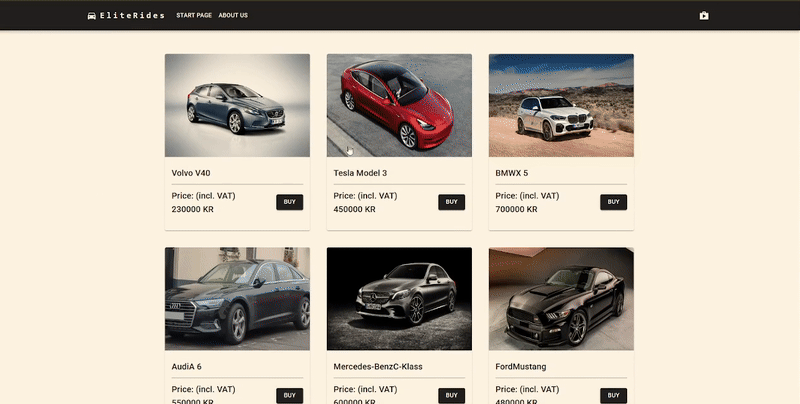 EliteRides START PAGE ABOUT US
Volvo V40
Price: (incl. VAT)
230000 KR
BUY
Tesla Model 3
Price: (incl. VAT)
450000 KR
BUY
BMWX 5
Price: (incl. VAT)
700000 KR
BUY
AudiA 6
Price: (incl. VAT)
550000 KR
BUY
Mercedes-BenzC-Klass
Price: (incl. VAT)
600000 KR
BUY
FordMustang
Price: (incl. VAT)
480000 KR
BUY